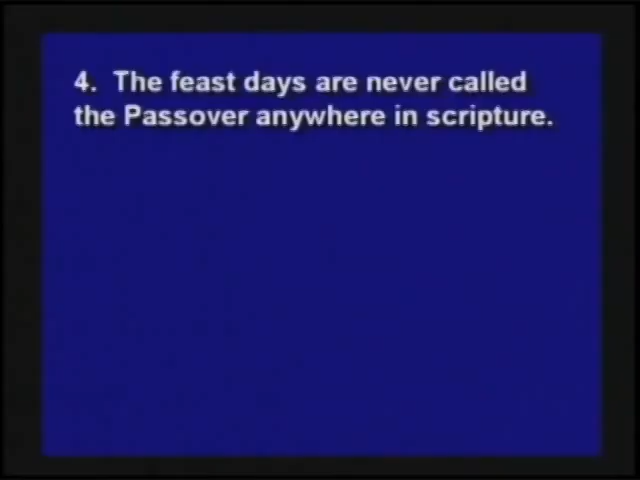 4. The feast days are never called
the Passover anywhere in scripture.